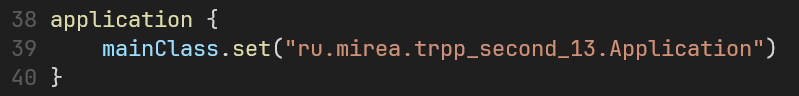 38 application {
39     mainClass.set("ru.mirea.trpp_second_13.Application")
40 }